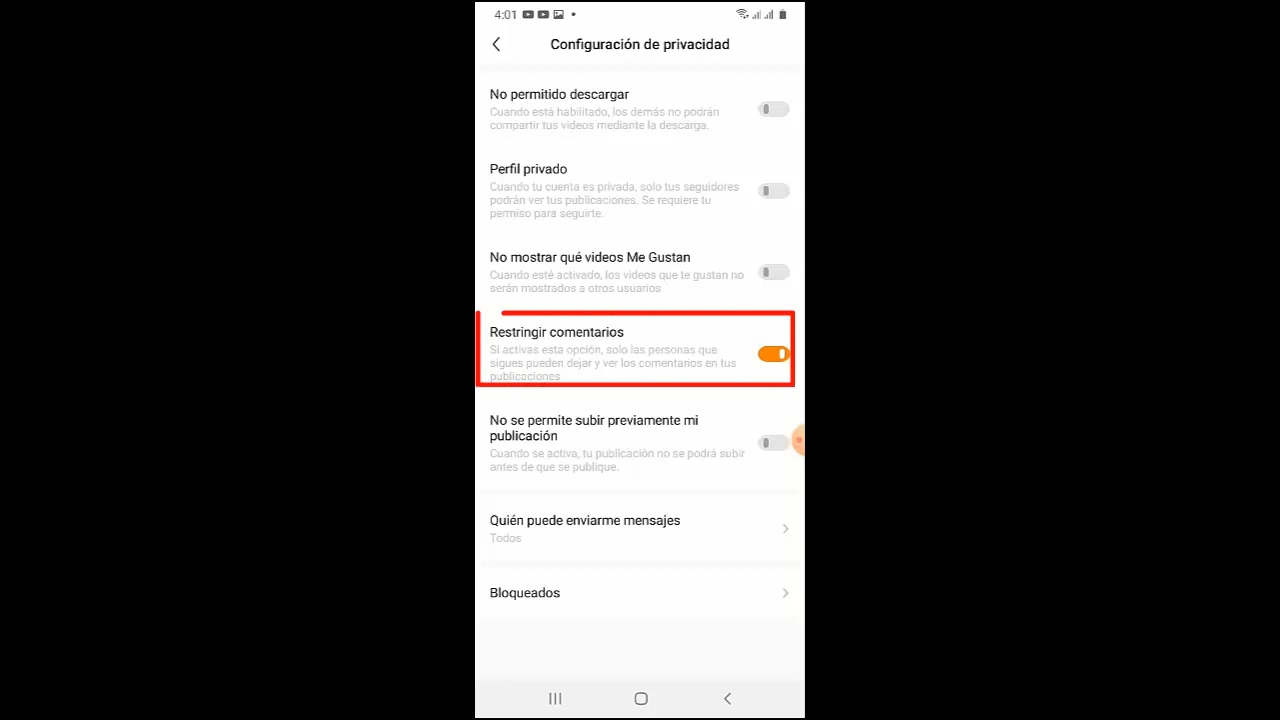 4:01
Configuración de privacidad
No permitido descargar
Cuando está habilitado, los demás no podrán
compartir tus videos mediante la descarga.
Perfil privado
Cuando tu cuenta es privada, solo tus seguidores
podrán ver tus publicaciones. Se requiere tu
permiso para seguirte.
No mostrar qué videos Me Gustan
Cuando esté activado, los videos que te gustan no
serán mostrados a otros usuarios
Restringir comentarios
Si activas esta opción, solo las personas que
sigues pueden dejar y ver los comentarios en tus
publicaciones
No se permite subir previamente mi
publicación
Cuando se activa, tu publicación no se podrá subir
antes de que se publique.
Quién puede enviarme mensajes
Todos
Bloqueados